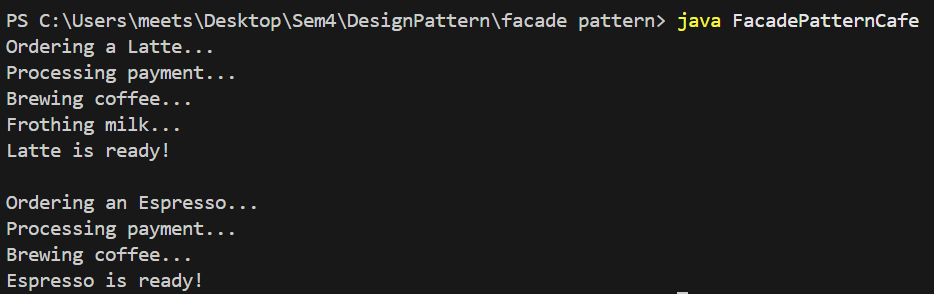 PS C:\Users\meets\Desktop\Sem4\DesignPattern\facade pattern> java FacadePatternCafe
Ordering a Latte...
Processing payment...
Brewing coffee...
Frothing milk...
Latte is ready!

Ordering an Espresso...
Processing payment...
Brewing coffee...
Espresso is ready!